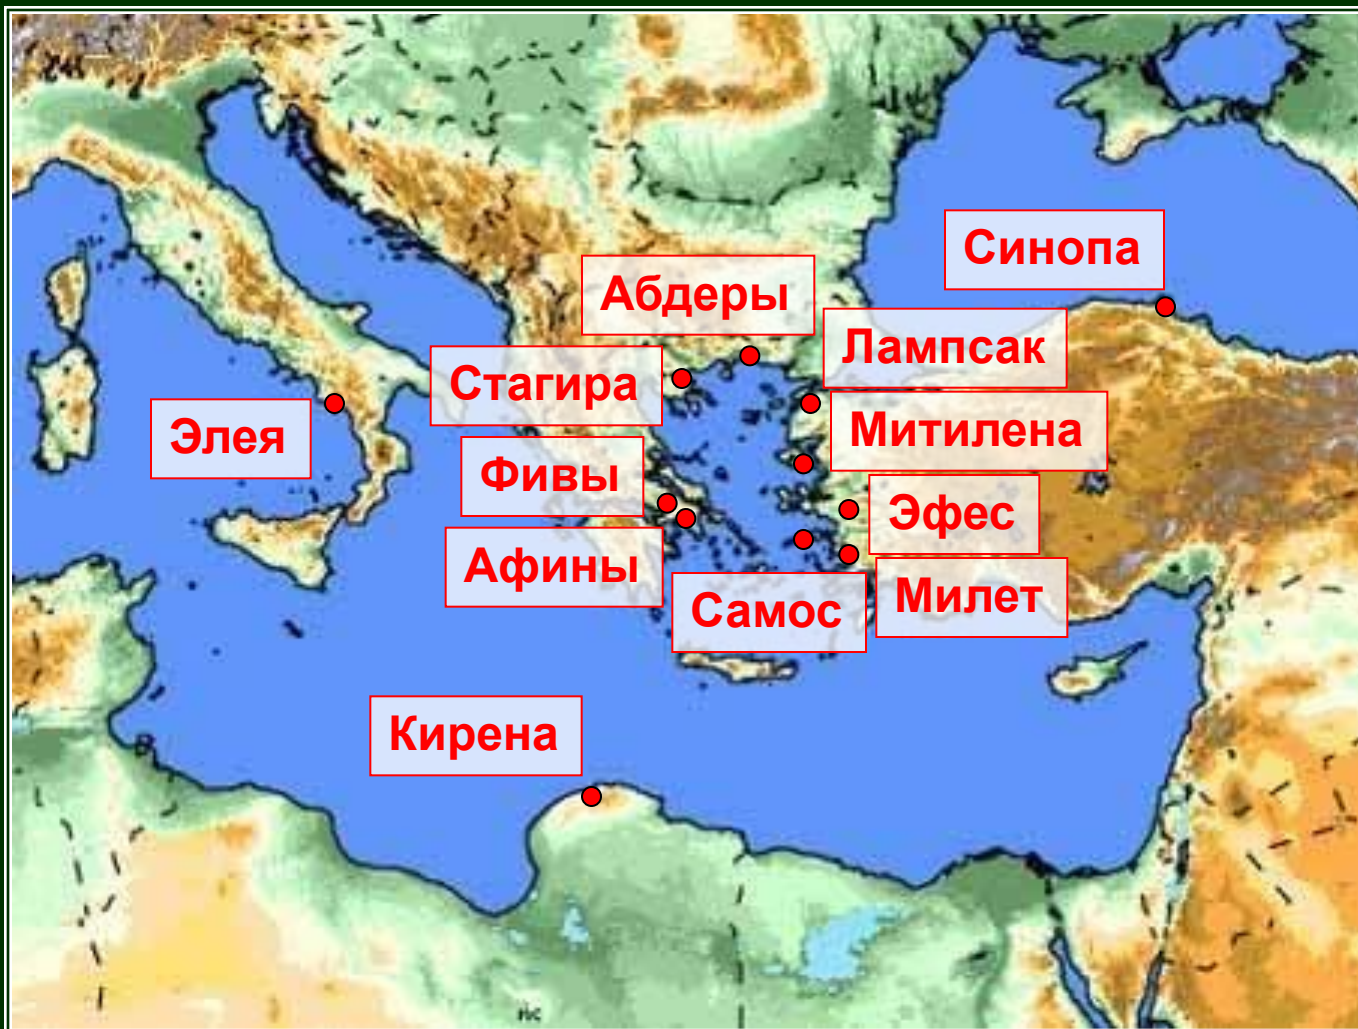 Синопа
Абдеры
Лампсак
Стагира
Митилена
Элея
Фивы
Эфес
Афины
Самос
Милет
Кирена